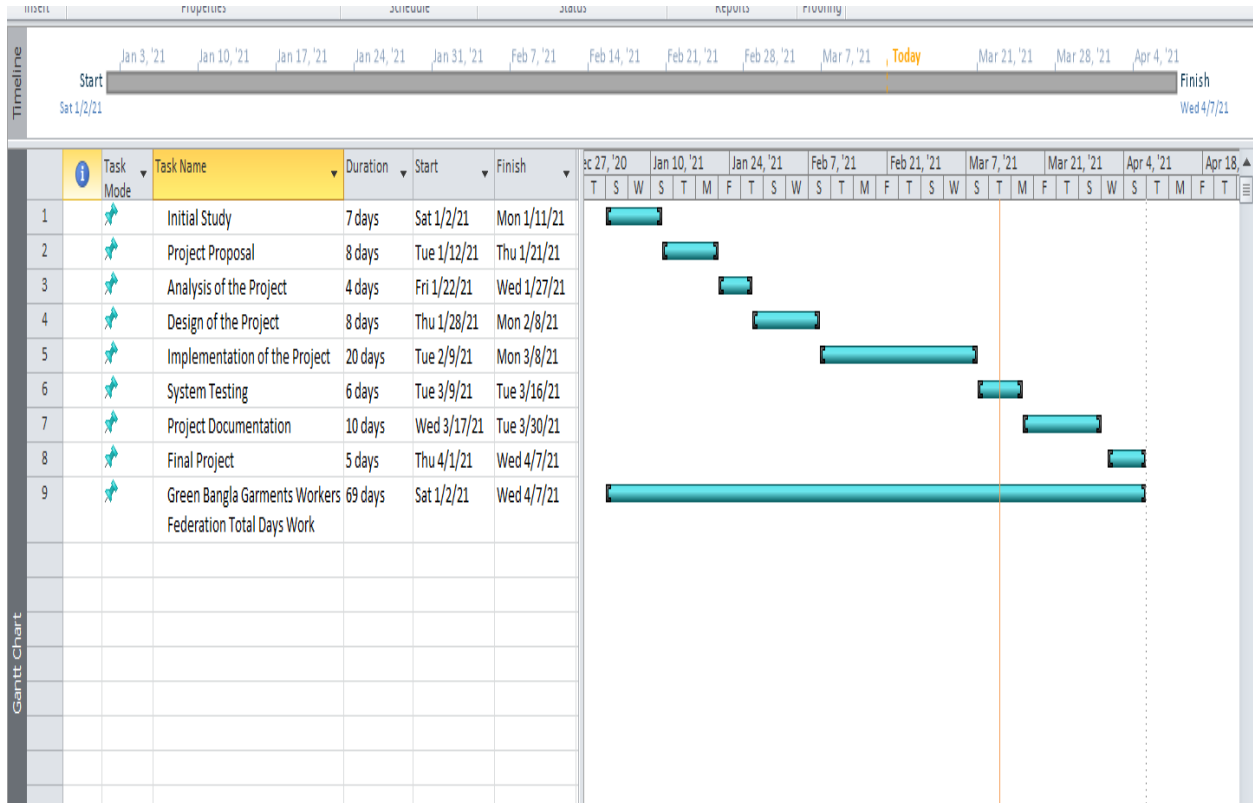 Insert Properties Schedule Status Reports Proofing
Timeline
Jan 3, '21 Jan 10, '21 Jan 17, '21 Jan 24, '21 Jan 31, '21 Feb 7, '21 Feb 14, '21 Feb 21, '21 Feb 28, '21 Mar 7, '21 Today Mar 21, '21 Mar 28, '21 Apr 4, '21
Start Finish
Sat 1/2/21 Wed 4/7/21
Task Mode Task Name Duration Start Finish
ec 27, '20 Jan 10, '21 Jan 24, '21 Feb 7, '21 Feb 21, '21 Mar 7, '21 Mar 21, '21 Apr 4, '21 Apr 18,
T S W S T M F T S W S T M F T S W S T M F T S W S T M F T
1 Initial Study 7 days Sat 1/2/21 Mon 1/11/21
2 Project Proposal 8 days Tue 1/12/21 Thu 1/21/21
3 Analysis of the Project 4 days Fri 1/22/21 Wed 1/27/21
4 Design of the Project 8 days Thu 1/28/21 Mon 2/8/21
5 Implementation of the Project 20 days Tue 2/9/21 Mon 3/8/21
6 System Testing 6 days Tue 3/9/21 Tue 3/16/21
7 Project Documentation 10 days Wed 3/17/21 Tue 3/30/21
8 Final Project 5 days Thu 4/1/21 Wed 4/7/21
9 Green Bangla Garments Workers 69 days Sat 1/2/21 Wed 4/7/21
Federation Total Days Work
Gantt Chart